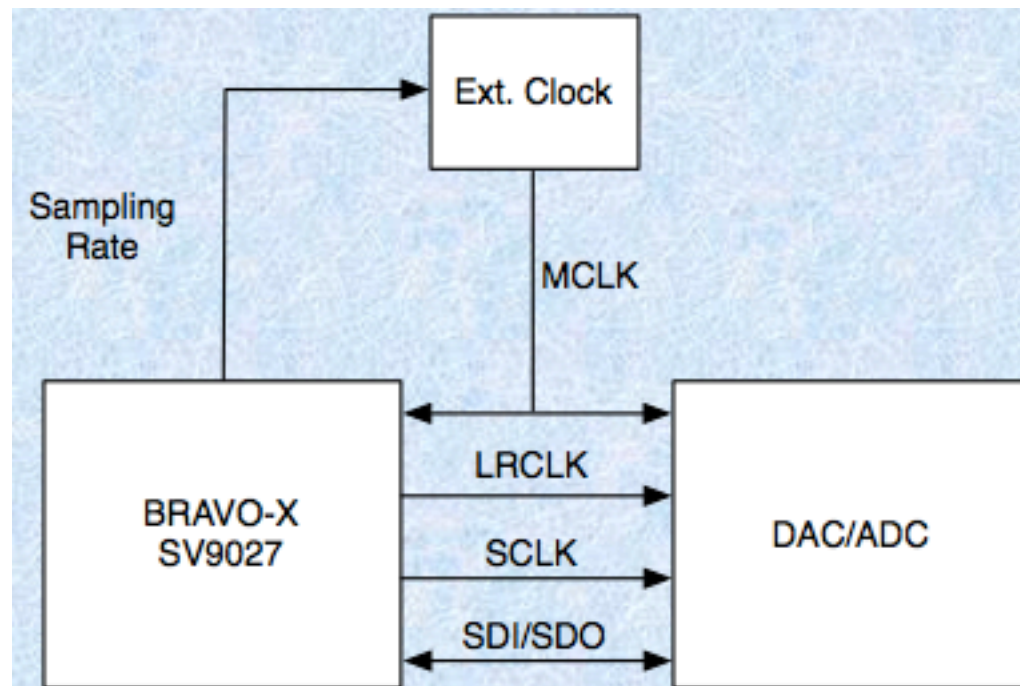 Ext. Clock
Sampling
Rate
MCLK
LRCLK
BRAVO-X
SV9027
SCLK
DAC/ADC
SDI/SDO